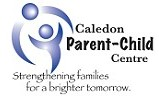 Caledon
Parent-Child
Centre
Strengthening families
for a brighter tomorrow.